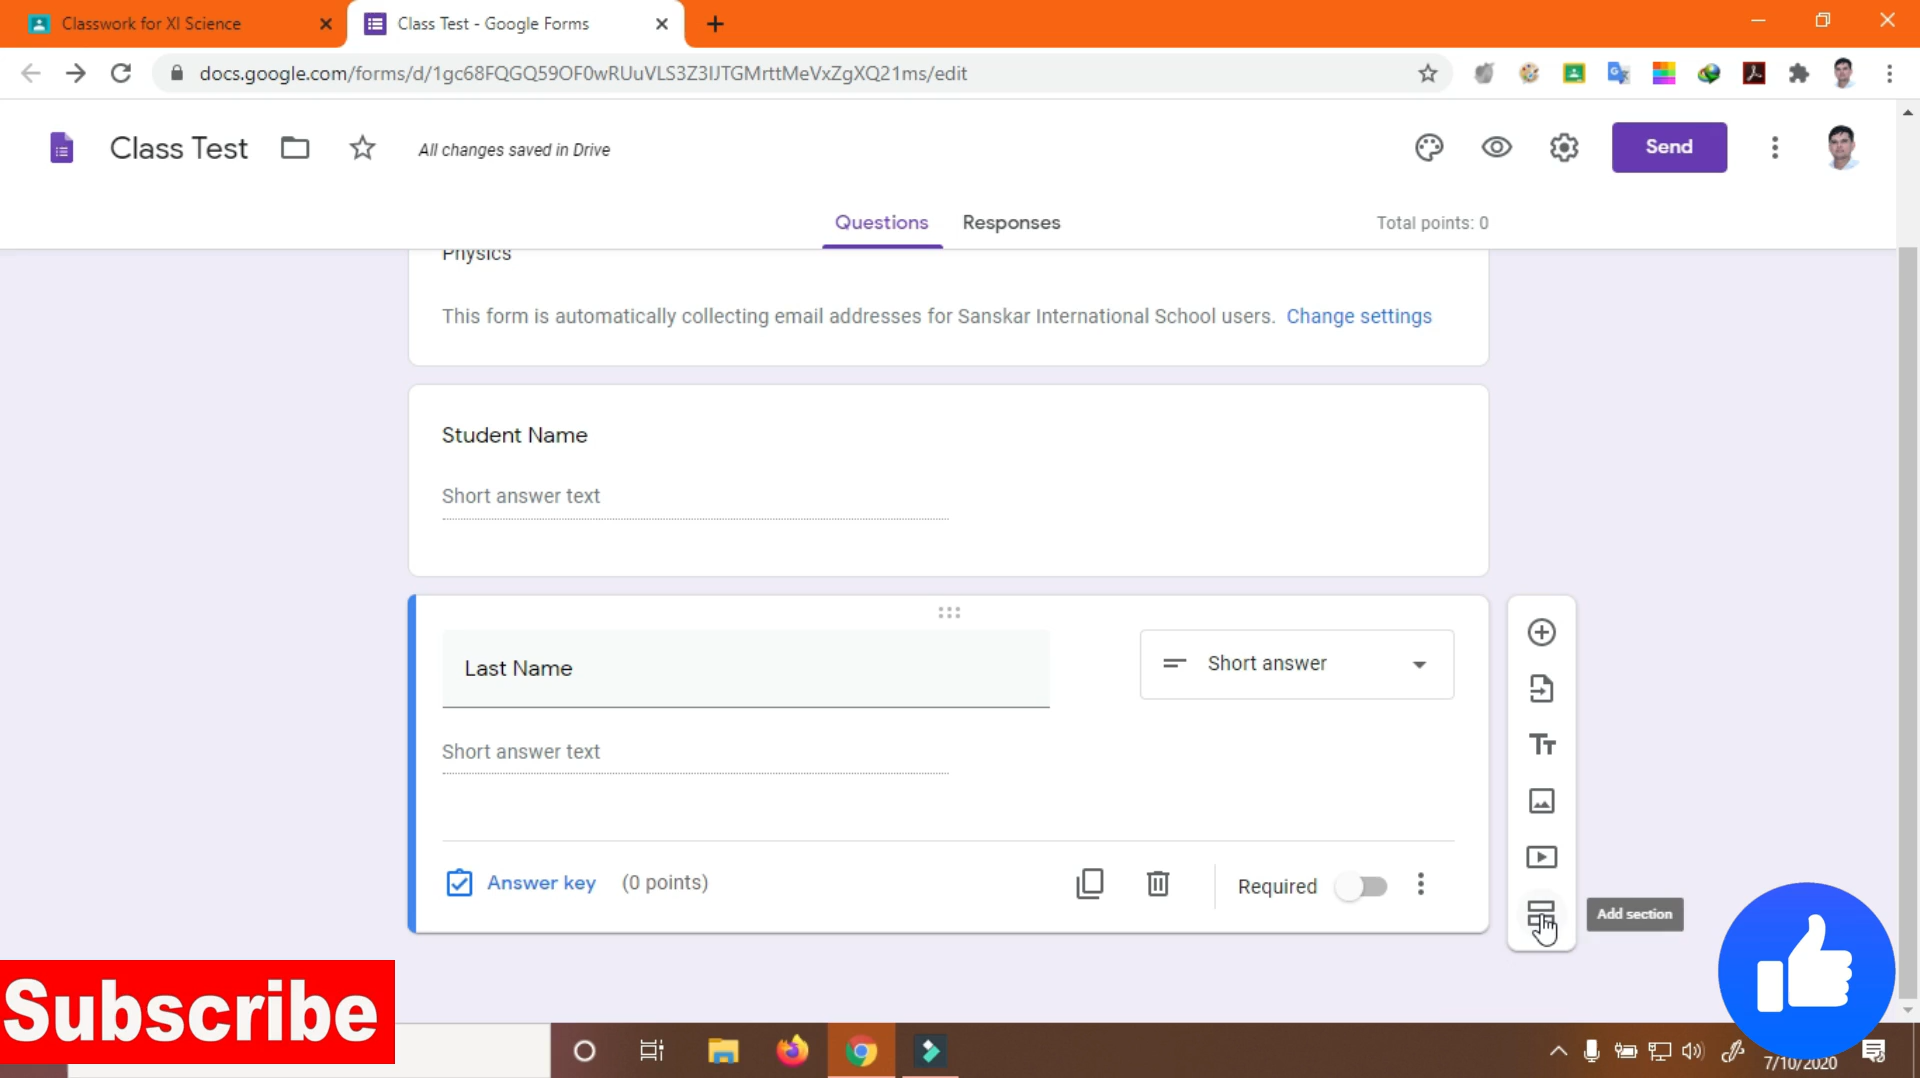 Classwork for XI Science
Class Test - Google Forms
docs.google.com/forms/d/1gc68FQGQ59OF0wRUuVLS3Z3IJTGMrttMeVxZgXQ21ms/edit
Class Test
All changes saved in Drive
Send
Questions
Responses
Total points: 0
Physics
This form is automatically collecting email addresses for Sanskar International School users. Change settings
Student Name
Short answer text
Last Name
Short answer
Short answer text
Answer key
(0 points)
Required
Add section
Subscribe
7/10/2020